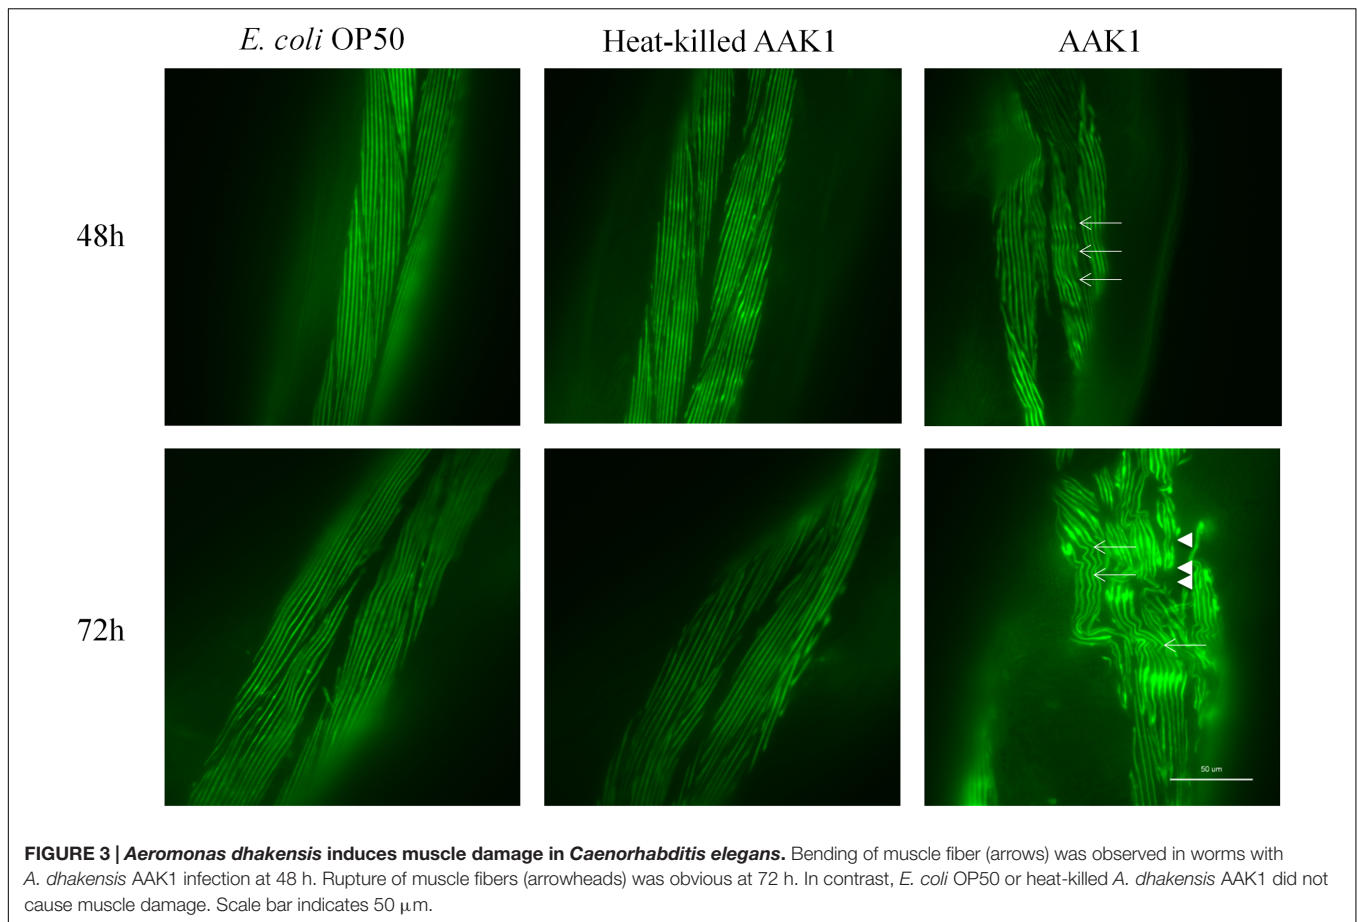 E. coli OP50 Heat-killed AAK1 AAK1
48h
72h
50 um
FIGURE 3 | Aeromonas dhakensis induces muscle damage in Caenorhabditis elegans. Bending of muscle fiber (arrows) was observed in worms with
A. dhakensis AAK1 infection at 48 h. Rupture of muscle fibers (arrowheads) was obvious at 72 h. In contrast, E. coli OP50 or heat-killed A. dhakensis AAK1 did not
cause muscle damage. Scale bar indicates 50 μm.